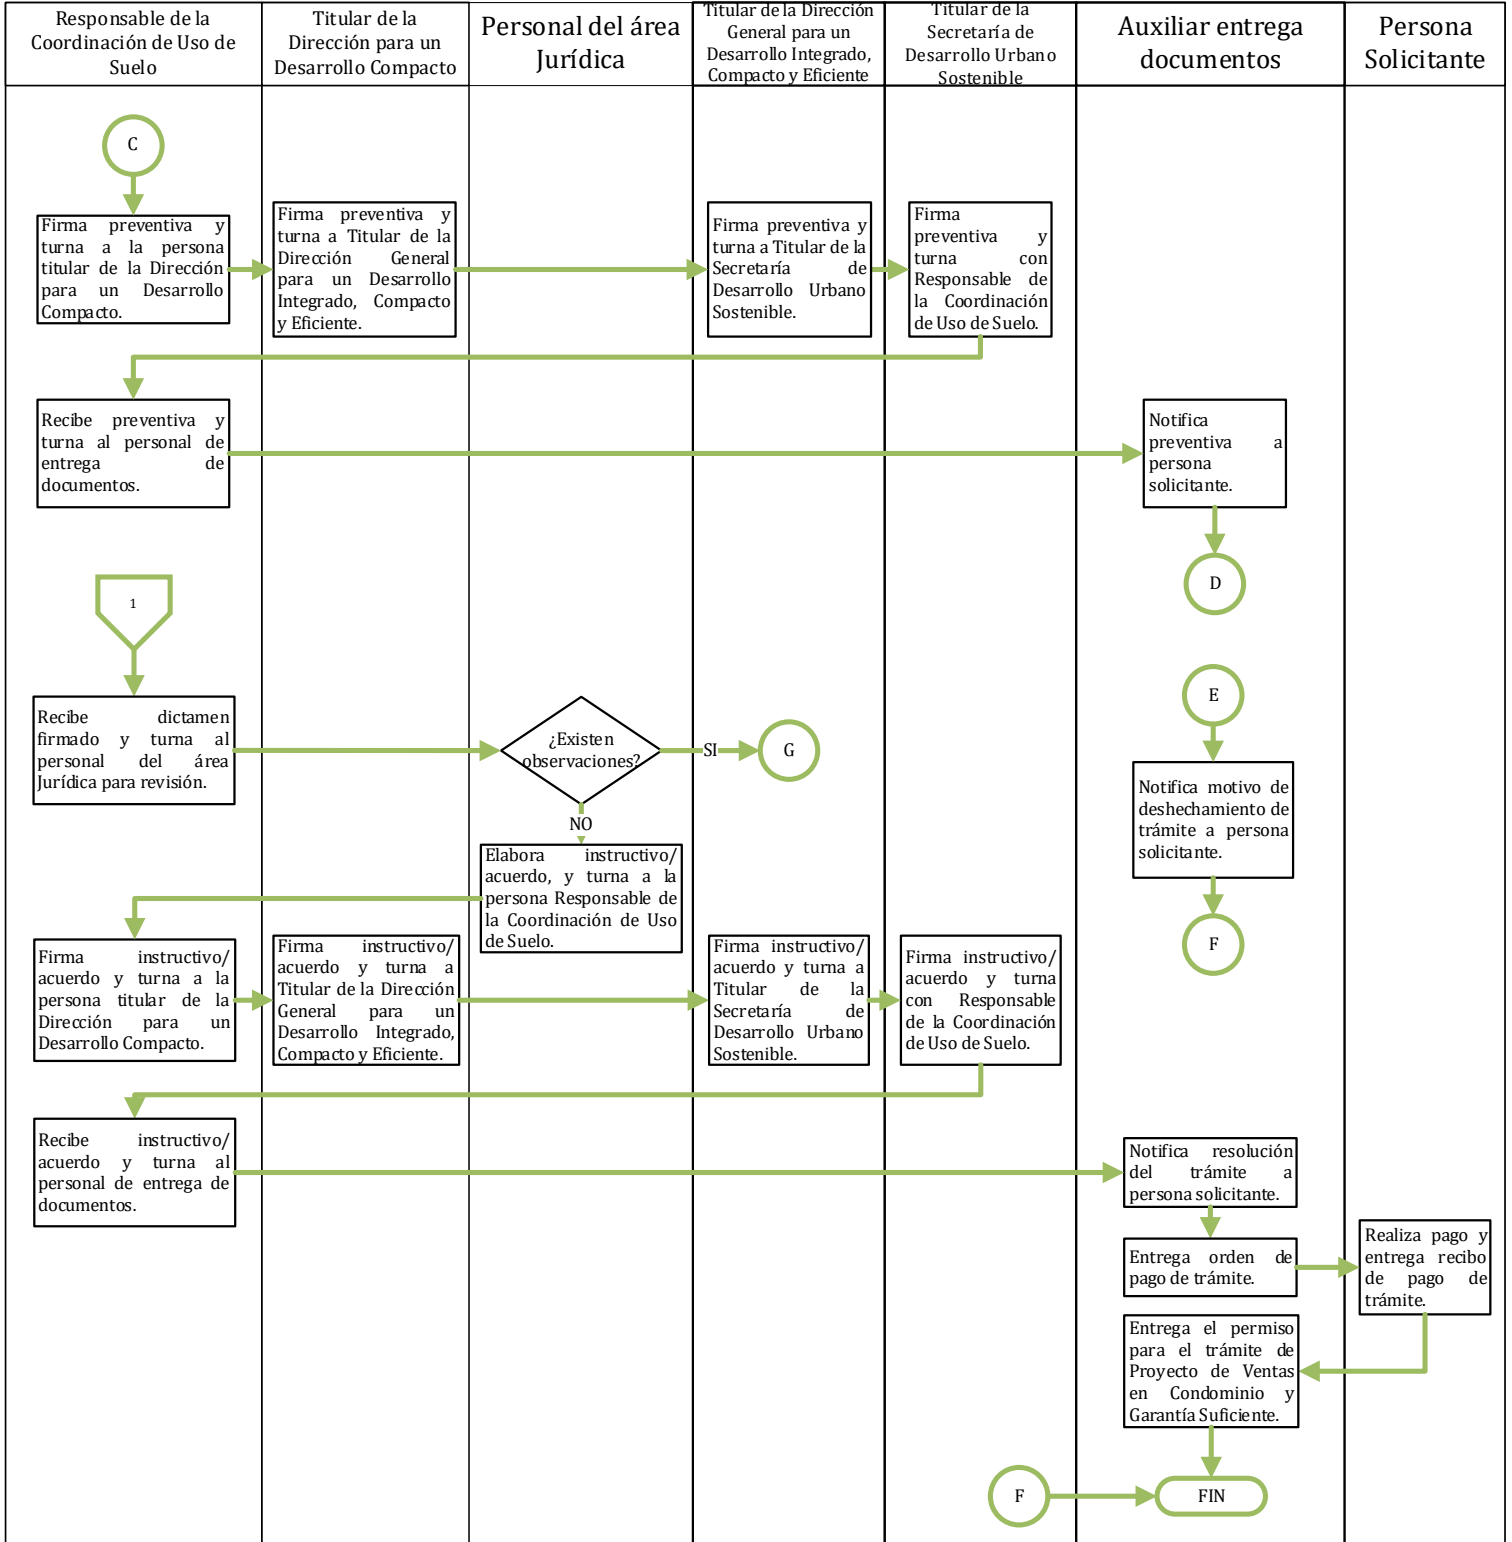 Responsable de la
Coordinación de Uso de
Suelo
Titular de la
Dirección para un
Desarrollo Compacto
Personal del área
Jurídica
Titular de la Dirección
General para un
Desarrollo Integrado,
Compacto y Eficiente
Titular de la
Secretaría de
Desarrollo Urbano
Sostenible
Auxiliar entrega
documentos
Persona
Solicitante
C
Firma preventiva y
turna a la persona
titular de la Dirección
para un Desarrollo
Compacto.
Firma preventiva y
turna a Titular de la
Dirección General
para un Desarrollo
Integrado, Compacto
y Eficiente.
Firma preventiva y
turna a Titular de la
Secretaría de
Desarrollo Urbano
Sostenible.
Firma
preventiva y
turna con
Responsable de
la Coordinación
de Uso de Suelo.
Recibe preventiva y
turna al personal de
entrega de
documentos.
Notifica
preventiva a
persona
solicitante.
D
1
E
Recibe dictamen
firmado y turna al
personal del área
Jurídica para revisión.
¿Existen
observaciones?
SI
G
NO
Notifica motivo de
deshechamiento de
trámite a persona
solicitante.
F
Elabora instructivo/
acuerdo, y turna a la
persona Responsable de
la Coordinación de Uso
de Suelo.
Firma instructivo/
acuerdo y turna a la
persona titular de la
Dirección para un
Desarrollo Compacto.
Firma instructivo/
acuerdo y turna a
Titular de la Dirección
General para un
Desarrollo Integrado,
Compacto y Eficiente.
Firma instructivo/
acuerdo y turna a
Titular de la
Secretaría de
Desarrollo Urbano
Sostenible.
Firma instructivo/
acuerdo y turna
con Responsable
de la Coordinación
de Uso de Suelo.
Recibe instructivo/
acuerdo y turna al
personal de entrega de
documentos.
Notifica resolución
del trámite a
persona solicitante.
Entrega orden de
pago de trámite.
Realiza pago y
entrega recibo
de pago de
trámite.
Entrega el permiso
para el trámite de
Proyecto de Ventas
en Condominio y
Garantía Suficiente.
F
FIN